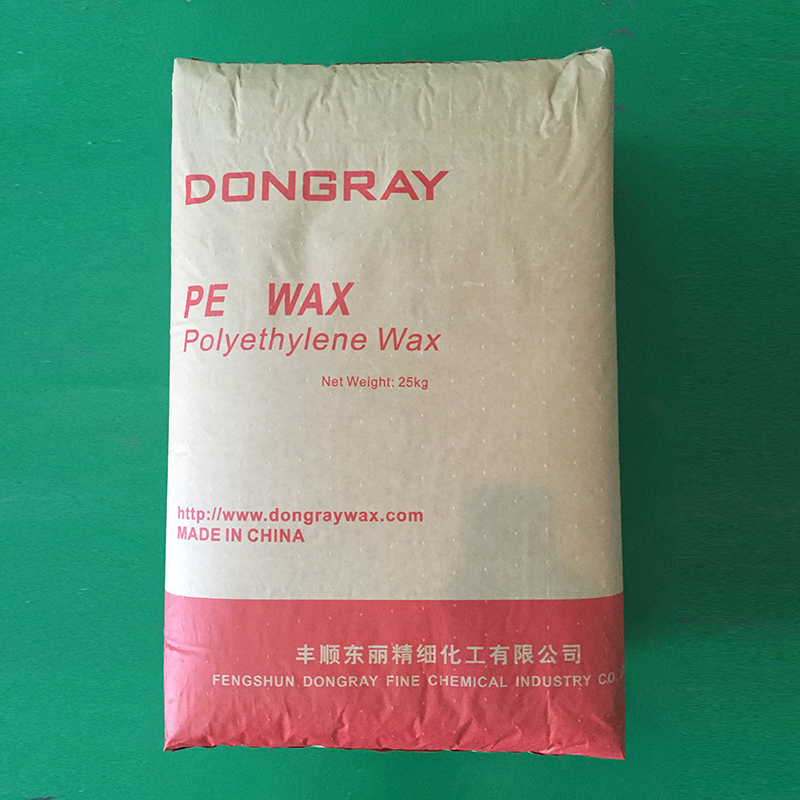 DONGRAY
PE WAX
Polyethylene Wax
Net Weight: 25kg
http://www.dongraywax.com
MADE IN CHINA
丰顺东丽精细化工有限公司
FENGSHUN DONGRAY FINE CHEMICAL INDUSTRY CO.